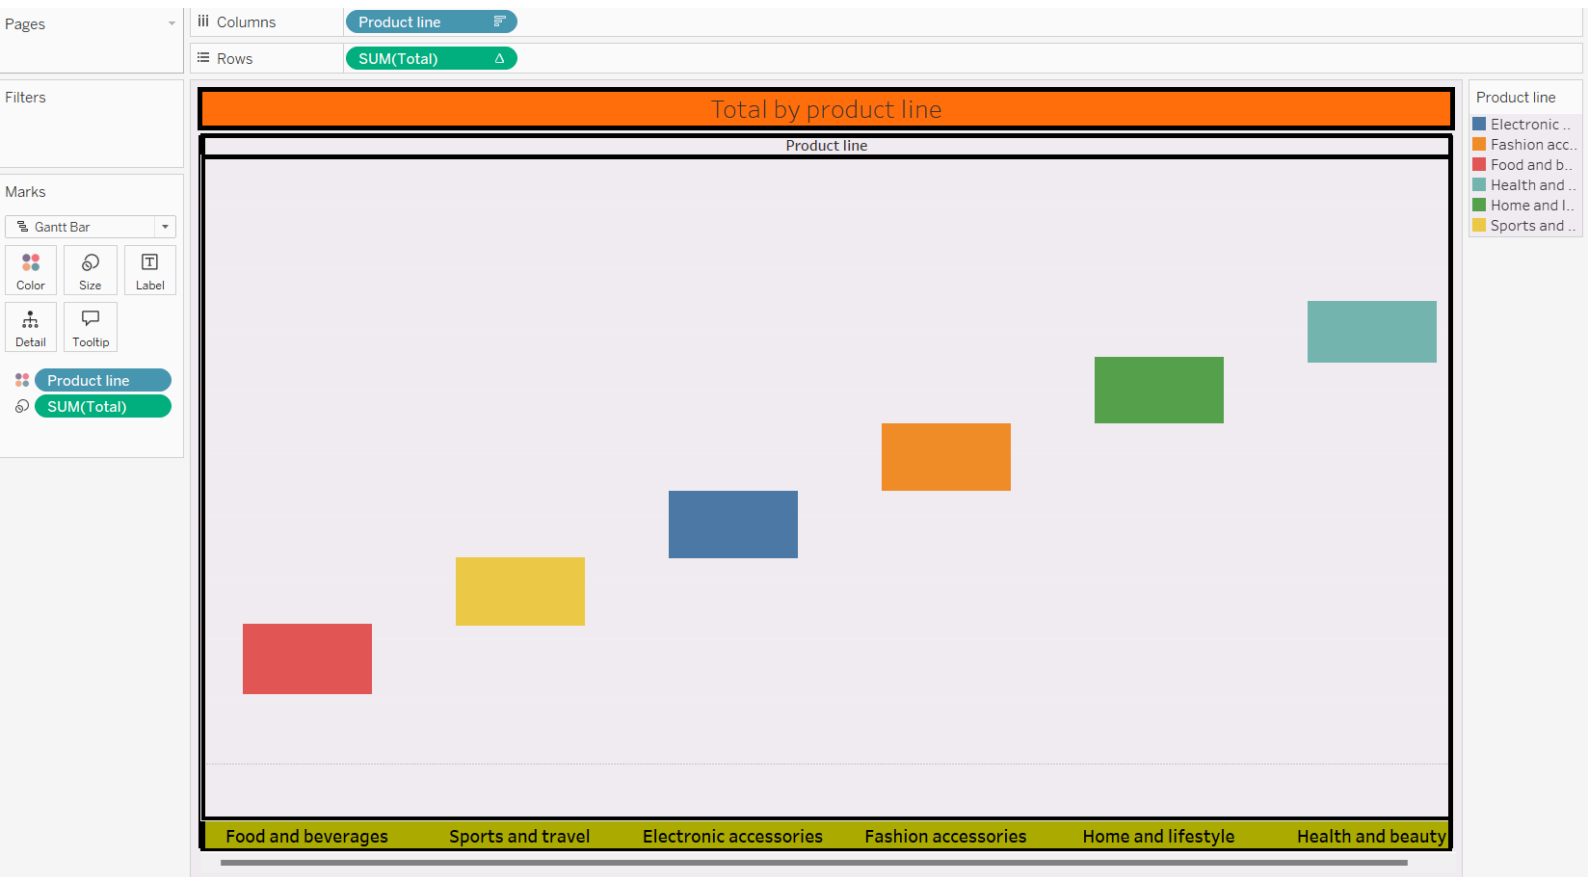 Pages
Columns
Product line
Rows
SUM(Total)
Filters
Marks
Gantt Bar
Color
Size
Label
Detail
Tooltip
Product line
SUM(Total)
Total by product line
Product line
Food and beverages
Sports and travel
Electronic accessories
Fashion accessories
Home and lifestyle
Health and beauty
Product line
Electronic ..
Fashion acc..
Food and b..
Health and ..
Home and l..
Sports and ..